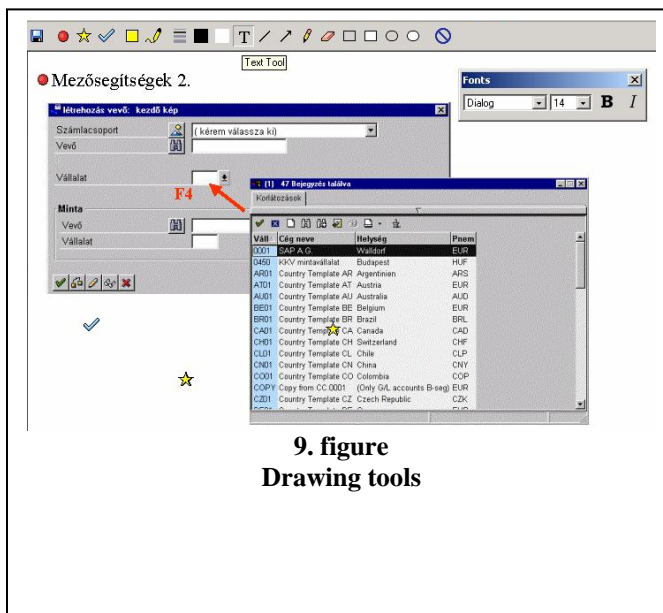 T
Text Tool
Mezősegítségek 2.
Fonts
Dialog 14 B I
létrehozás vevő: kezdő kép
Számlacsoport ( kérem válassza ki)
Vevő
Vállalat
F4
Minta
Vevő
Vállalat
(1) 47 Bejegyzés találva
Korlátozások
Váll Cég neve Helység Pnem
0001 SAP A.G. Walldorf EUR
0450 KKV mintavállalat Budapest HUF
AR01 Country Template AR Argentinien ARS
AT01 Country Template AT Austria EUR
AU01 Country Template AU Australia AUD
BE01 Country Template BE Belgium EUR
BR01 Country Template BR Brazil BRL
CA01 Country Template CA Canada CAD
CH01 Country Template CH Switzerland CHF
CL01 Country Template CL Chile CLP
CN01 Country Template CN China CNY
CO01 Country Template CO Colombia COP
COPY Copy from CC.0001 (Only G/L accounts B-seg) EUR
CZ01 Country Template CZ Czech Republic CZK
9. figure
Drawing tools